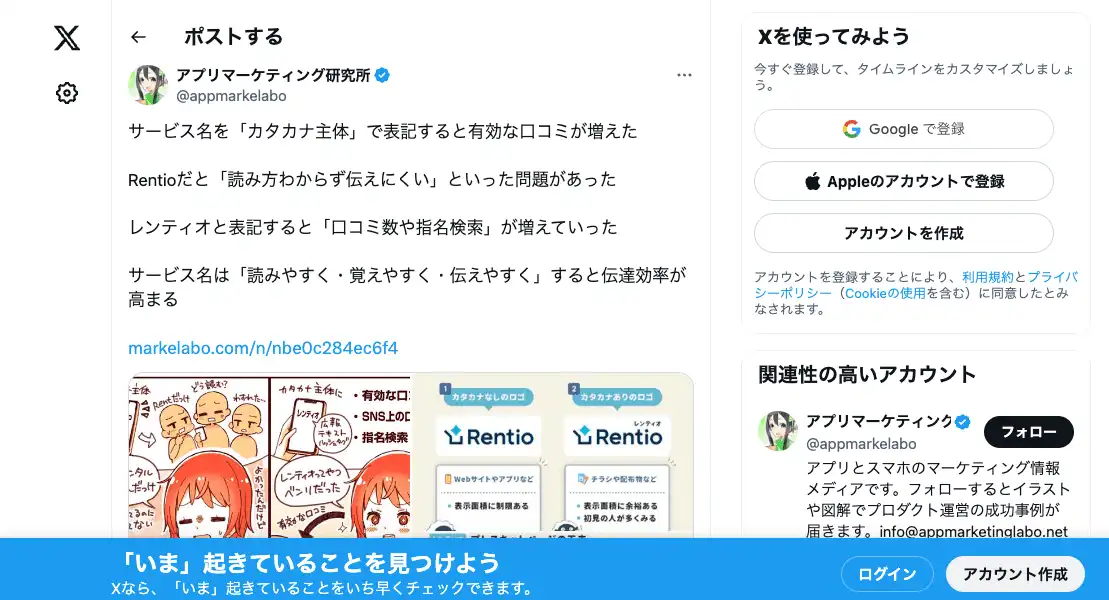 ポストする
アプリマーケティング研究所
@appmarkelabo
サービス名を「カタカナ主体」で表記すると有効な口コミが増えた
Rentioだと「読み方わからず伝えにくい」といった問題があった
レンティオと表記すると「口コミ数や指名検索」が増えていった
サービス名は「読みやすく・覚えやすく・伝えやすく」すると伝達効率が
高まる
markelabo.com/n/nbe0c284ec6f4
どう読む?
わすれた…
カタカナ主体に
レンティオ
広報
テキスト
ハッシュタグ
レンティオってやつ
ベンリだった
有効な口コミ
よかったんだけど
・有効な口
・SNS上の口
・指名検索
1
カタカナなしのロゴ
Rentio
Webサイトやアプリなど
・表示面積に制限ある
2
カタカナありのロゴ
レンティオ
Rentio
チラシや配布物など
・表示面積に余裕ある
・初見の人が多くみる
Xを使ってみよう
今すぐ登録して、タイムラインをカスタマイズしましょ
う。
Google で登録
Appleのアカウントで登録
アカウントを作成
アカウントを登録することにより、利用規約とプライバ
シーポリシー（Cookieの使用を含む）に同意したとみ
なされます。
関連性の高いアカウント
アプリマーケティング
@appmarkelabo
フォロー
アプリとスマホのマーケティング情報
メディアです。フォローするとイラスト
や図解でプロダクト運営の成功事例が
届きます。info@appmarketinglabo.net
「いま」起きていることを見つけよう
Xなら、「いま」起きていることをいち早くチェックできます。
ログイン
アカウント作成